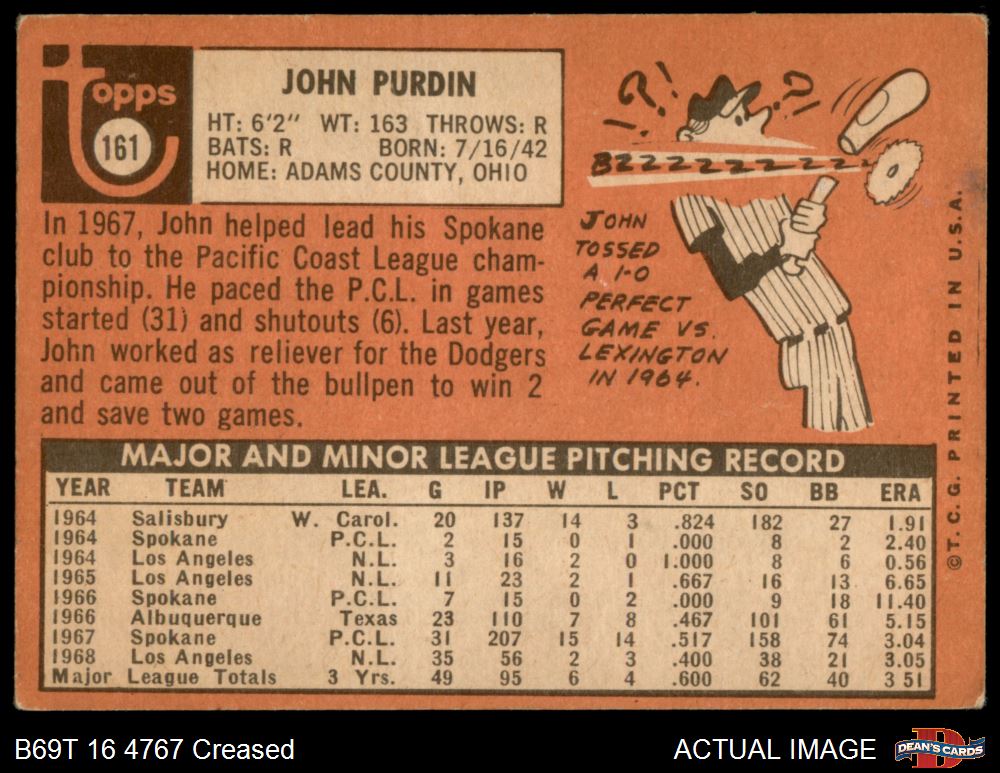 topps
161
JOHN PURDIN
HT: 6'2" WT: 163 THROWS: R
BATS: R BORN: 7/16/42
HOME: ADAMS COUNTY, OHIO
In 1967, John helped lead his Spokane
club to the Pacific Coast League cham-
pionship. He paced the P.C.L. in games
started (31) and shutouts (6). Last year,
John worked as reliever for the Dodgers
and came out of the bullpen to win 2
and save two games.
?! ?!
BZZZZZZZZZZ
JOHN
TOSSED
A 1-0
PERFECT
GAME VS.
LEXINGTON
IN 1964.
© T.C.G. PRINTED IN U.S.A.
MAJOR AND MINOR LEAGUE PITCHING RECORD
YEAR TEAM LEA. G IP W L PCT SO BB ERA
1964 Salisbury W. Carol. 20 137 14 3 .824 182 27 1.91
1964 Spokane P.C.L. 2 15 0 1 .000 8 2 2.40
1964 Los Angeles N.L. 3 16 2 0 1.000 8 6 0.56
1965 Los Angeles N.L. 11 23 2 1 .667 16 13 6.65
1966 Spokane P.C.L. 7 15 0 2 .000 9 18 11.40
1966 Albuquerque Texas 23 110 7 8 .467 101 61 5.15
1967 Spokane P.C.L. 31 207 15 14 .517 158 74 3.04
1968 Los Angeles N.L. 35 56 2 3 .400 38 21 3.05
Major League Totals 3 Yrs. 49 95 6 4 .600 62 40 3 51
B69T 16 4767 Creased
ACTUAL IMAGE
D
DEAN'S CARDS